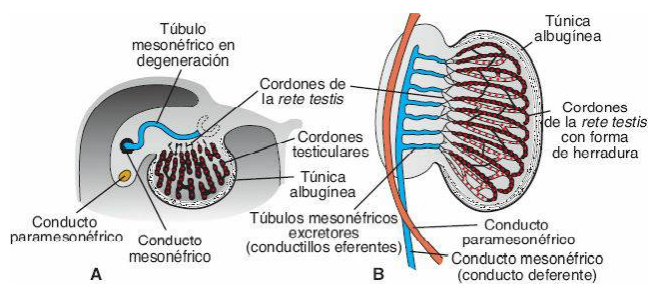 Túbulo
mesonéfrico en
degeneración
Cordones de
la rete testis
Cordones
testiculares
Túnica
albugínea
Conducto
paramesonéfrico
Conducto
mesonéfrico
A
Túnica
albugínea
Cordones
de la rete testis
con forma
de herradura
Túbulos mesonéfricos
excretores
(conductillos eferentes)
Conducto
paramesonéfrico
Conducto mesonéfrico
(conducto deferente)
B